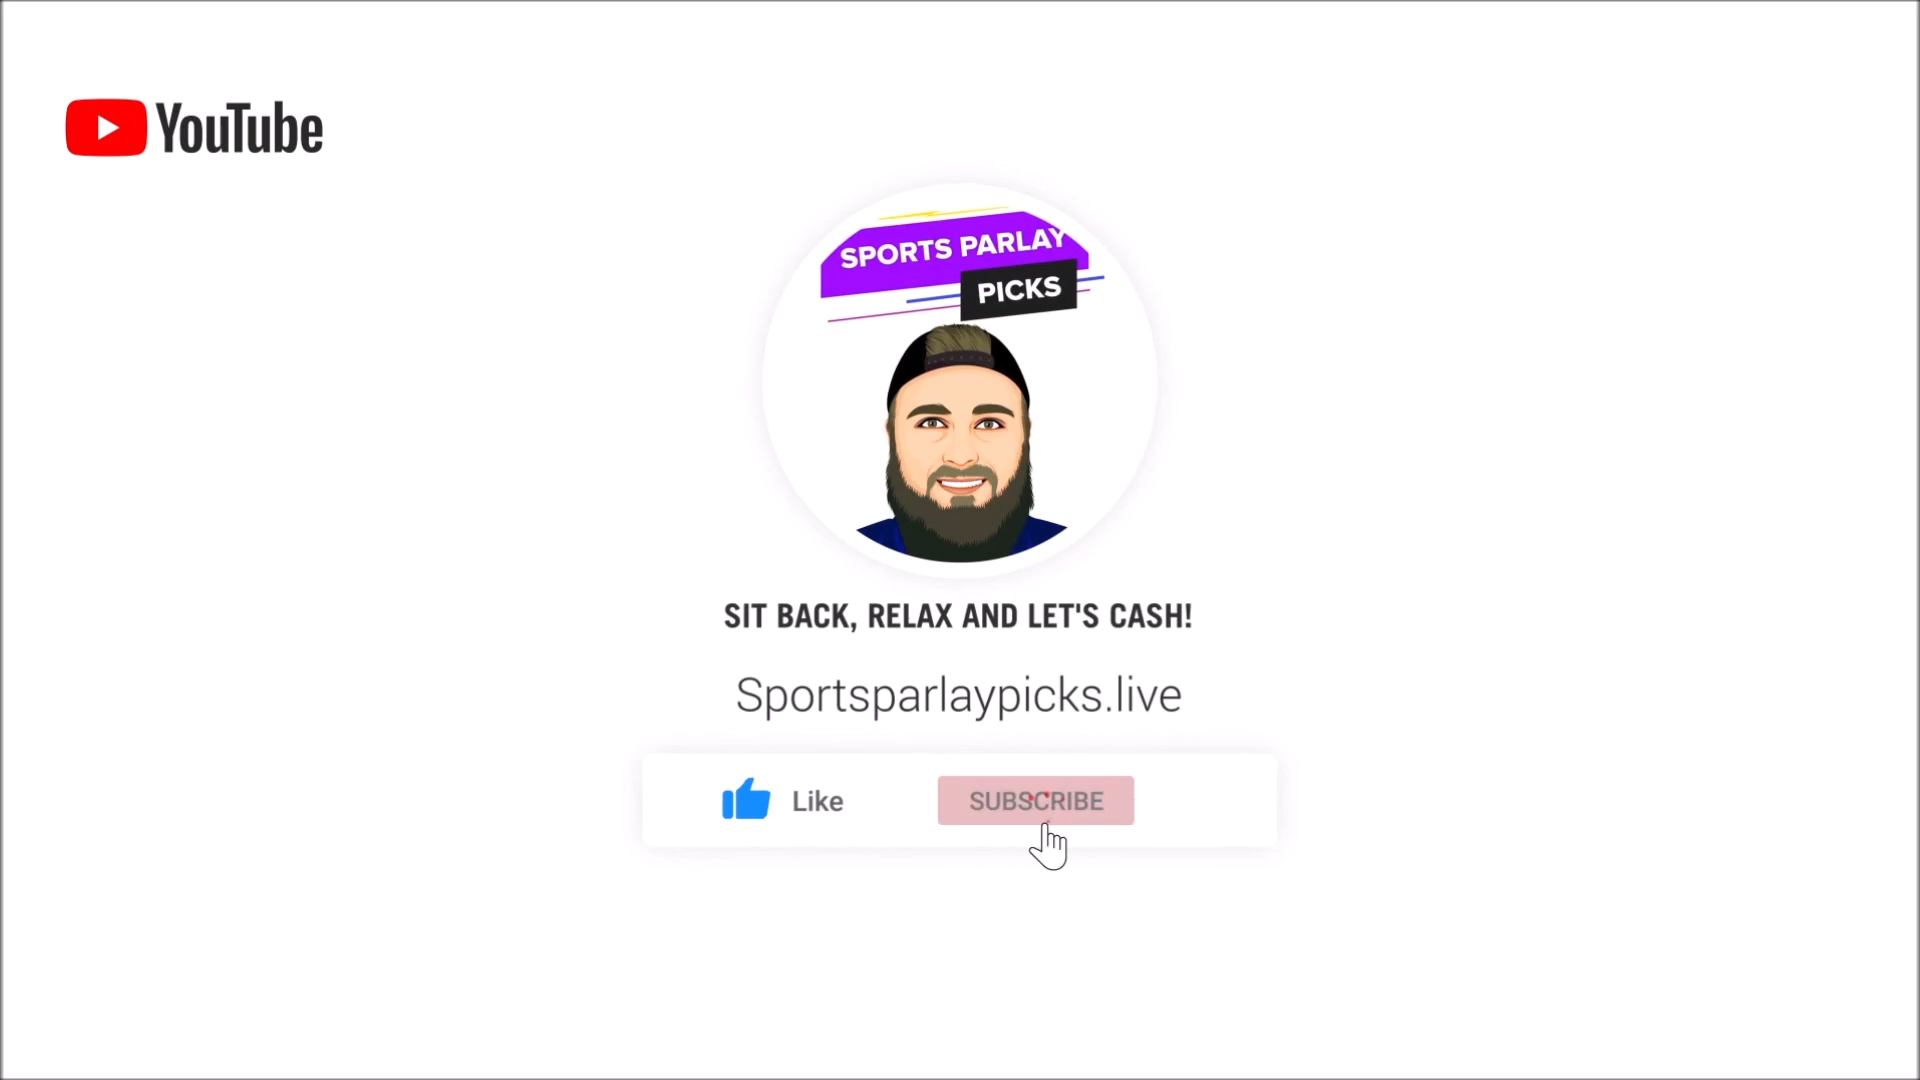 YouTube
SPORTS PARLAY
PICKS
SIT BACK, RELAX AND LET'S CASH!
Sportsparlaypicks.live
Like
SUBSCRIBE